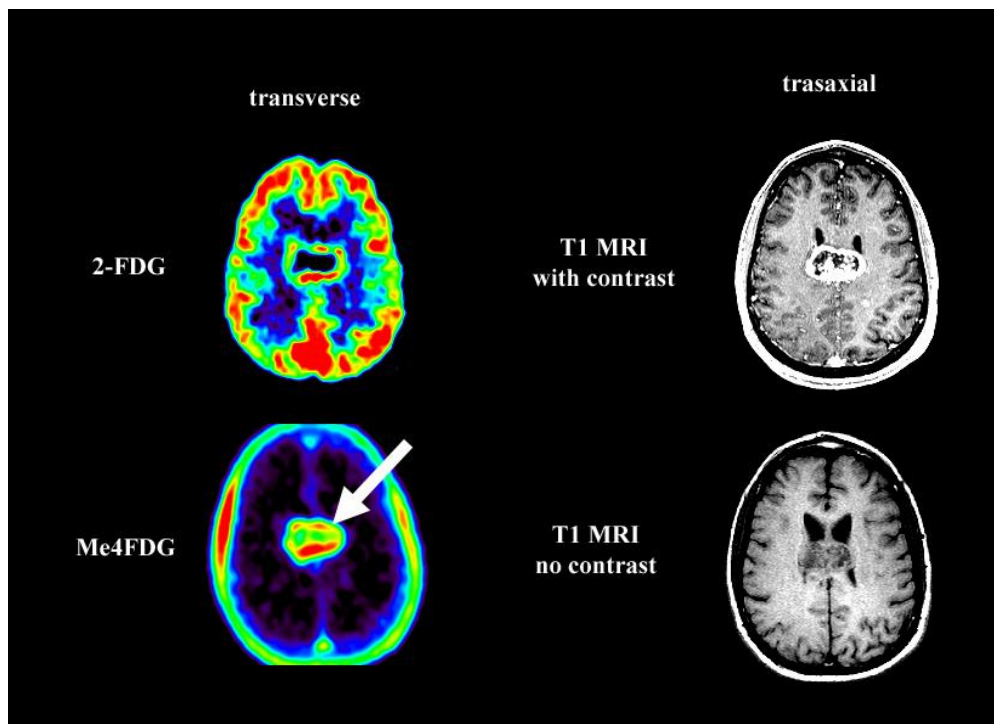 transverse
trasaxial
2-FDG
T1 MRI
with contrast
Me4FDG
T1 MRI
no contrast